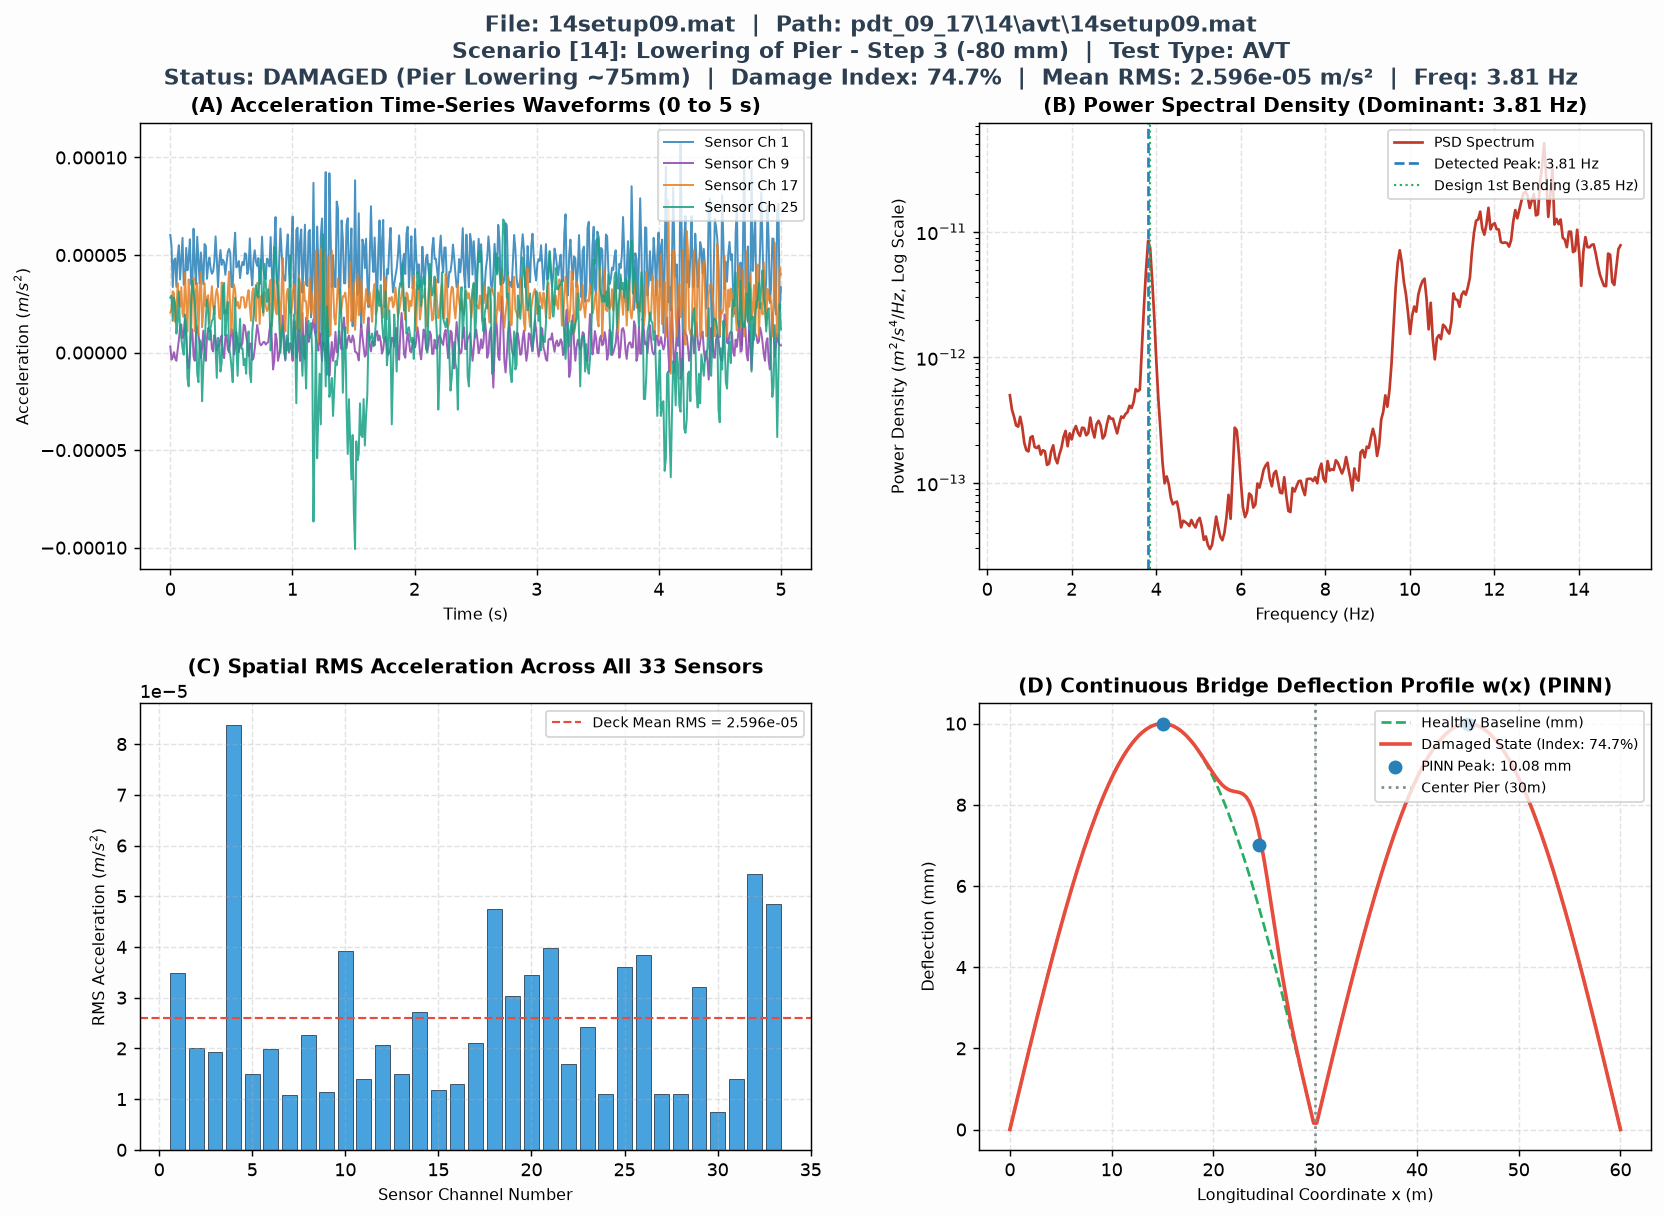 File: 14setup09.mat | Path: pdt_09_17\14\avt\14setup09.mat
Scenario [14]: Lowering of Pier - Step 3 (-80 mm) | Test Type: AVT
Status: DAMAGED (Pier Lowering ~75mm) | Damage Index: 74.7% | Mean RMS: 2.596e-05 m/s² | Freq: 3.81 Hz
(A) Acceleration Time-Series Waveforms (0 to 5 s)
Sensor Ch 1
Sensor Ch 9
Sensor Ch 17
Sensor Ch 25
0.00010
0.00005
0.00000
−0.00005
−0.00010
Acceleration (m/s²)
0 1 2 3 4 5
Time (s)
(B) Power Spectral Density (Dominant: 3.81 Hz)
PSD Spectrum
Detected Peak: 3.81 Hz
Design 1st Bending (3.85 Hz)
10⁻¹¹
10⁻¹²
10⁻¹³
Power Density (m²/s⁴/Hz, Log Scale)
0 2 4 6 8 10 12 14
Frequency (Hz)
(C) Spatial RMS Acceleration Across All 33 Sensors
1e−5
Deck Mean RMS = 2.596e-05
8
7
6
5
4
3
2
1
0
RMS Acceleration (m/s²)
0 5 10 15 20 25 30 35
Sensor Channel Number
(D) Continuous Bridge Deflection Profile w(x) (PINN)
Healthy Baseline (mm)
Damaged State (Index: 74.7%)
PINN Peak: 10.08 mm
Center Pier (30m)
10
8
6
4
2
0
Deflection (mm)
0 10 20 30 40 50 60
Longitudinal Coordinate x (m)